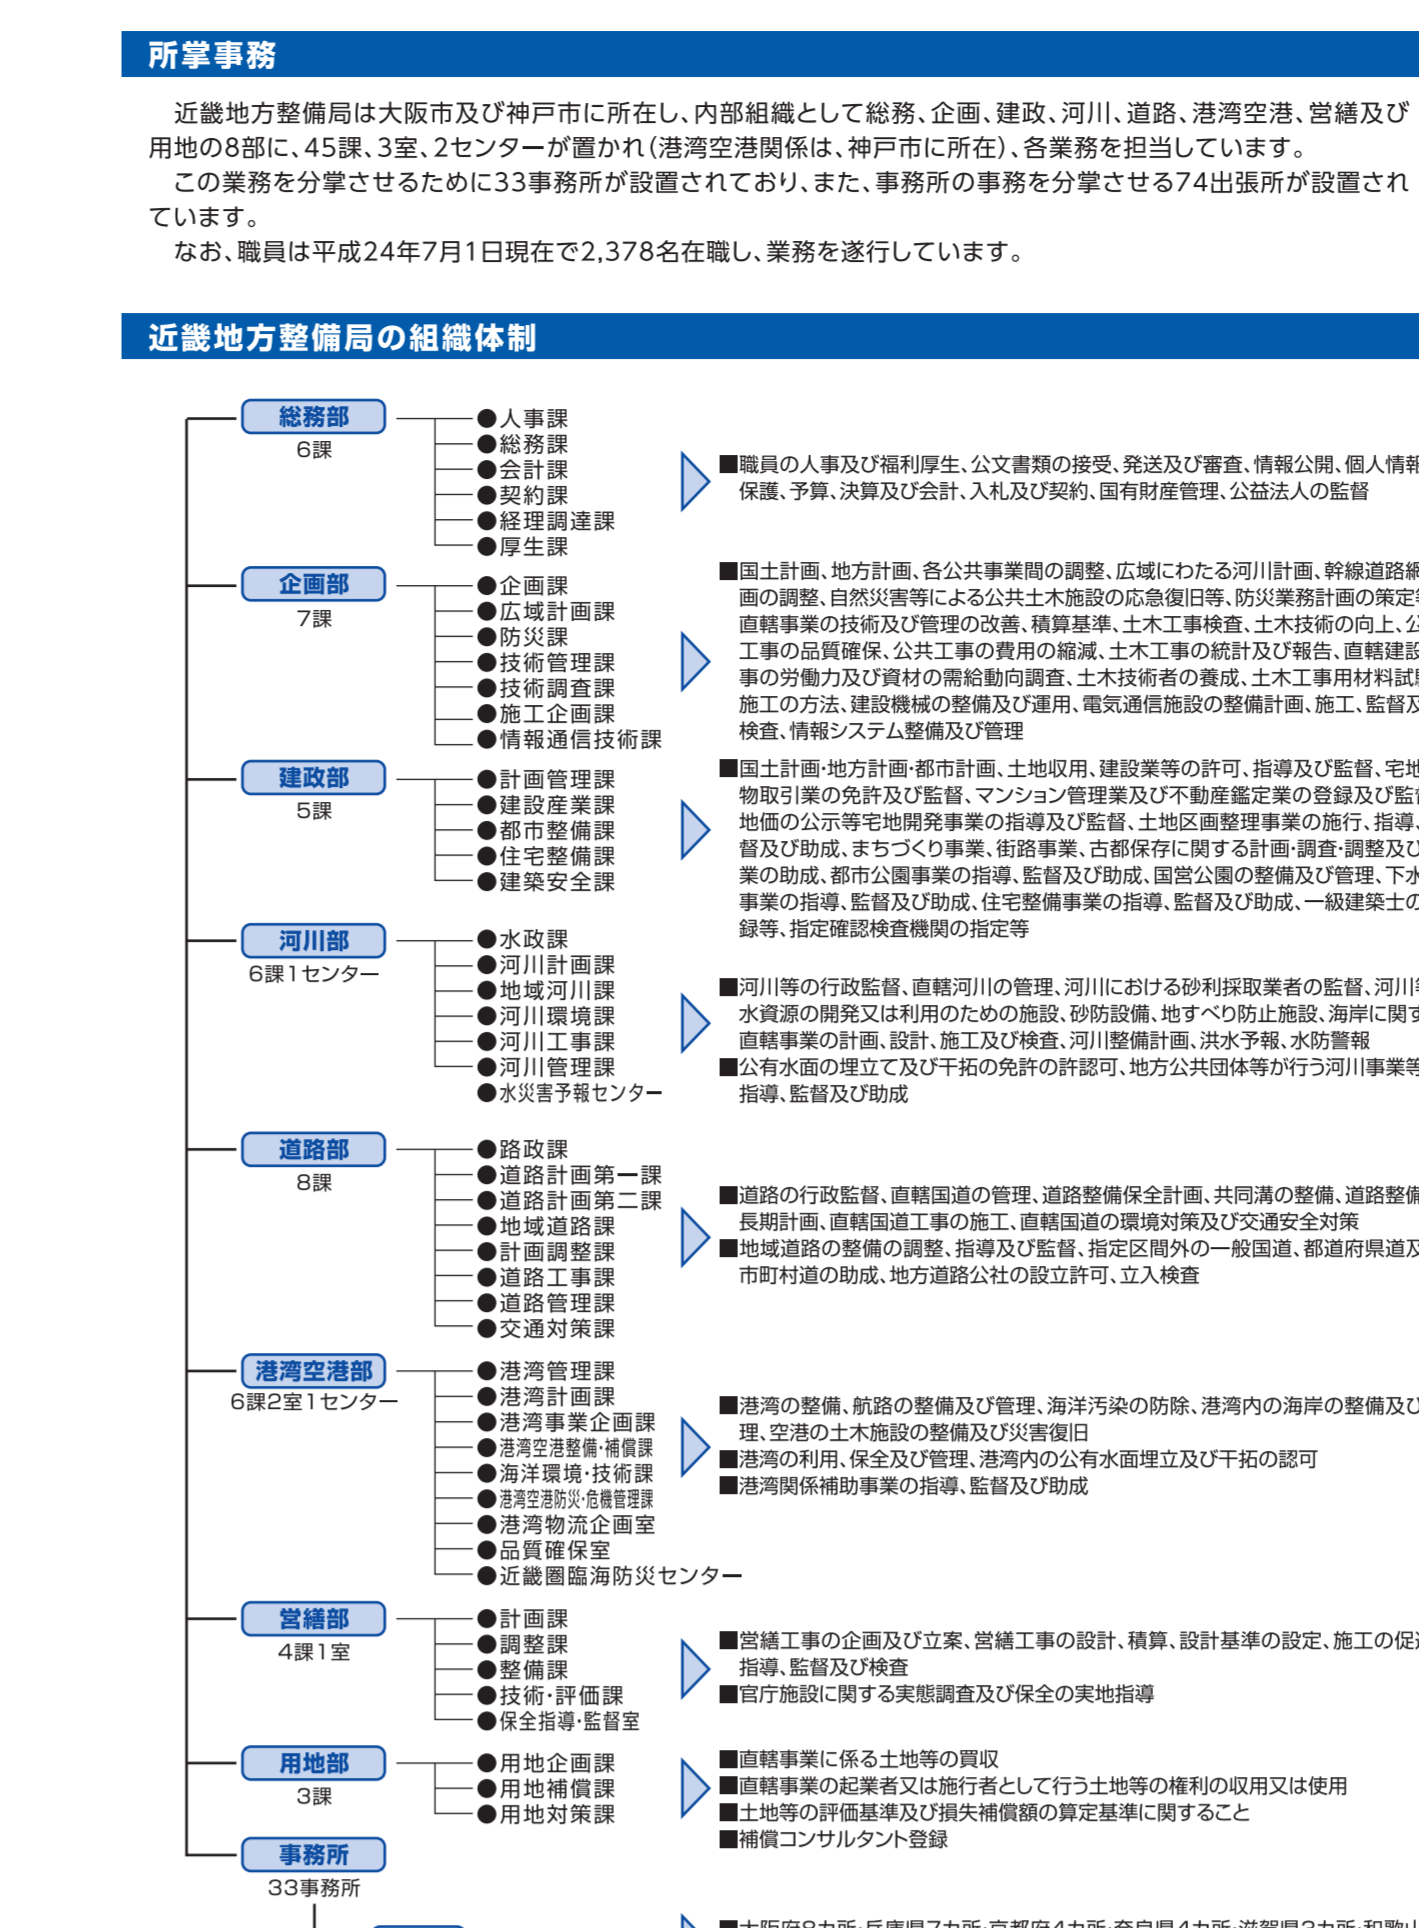 所掌事務
近畿地方整備局は大阪市及び神戸市に所在し、内部組織として総務、企画、建政、河川、道路、港湾空港、営繕及び
用地の8部に、45課、3室、2センターが置かれ（港湾空港関係は、神戸市に所在）、各業務を担当しています。
この業務を分掌させるために33事務所が設置されており、また、事務所の事務を分掌させる74出張所が設置され
ています。
なお、職員は平成24年7月1日現在で2,378名在職し、業務を遂行しています。
近畿地方整備局の組織体制
総務部
6課
●人事課
●総務課
●会計課
●契約課
●経理調達課
●厚生課
■職員の人事及び福利厚生、公文書類の接受、発送及び審査、情報公開、個人情報
保護、予算、決算及び会計、入札及び契約、国有財産管理、公益法人の監督
企画部
7課
●企画課
●広域計画課
●防災課
●技術管理課
●技術調査課
●施工企画課
●情報通信技術課
■国土計画、地方計画、各公共事業間の調整、広域にわたる河川計画、幹線道路網
画の調整、自然災害等による公共土木施設の応急復旧等、防災業務計画の策定
直轄事業の技術及び管理の改善、積算基準、土木工事検査、土木技術の向上、公
工事の品質確保、公共工事の費用の縮減、土木工事の統計及び報告、直轄建設
事の労働力及び資材の需給動向調査、土木技術者の養成、土木工事用材料試
施工の方法、建設機械の整備及び運用、電気通信施設の整備計画、施工、監督及
検査、情報システム整備及び管理
建政部
5課
●計画管理課
●建設産業課
●都市整備課
●住宅整備課
●建築安全課
■国土計画・地方計画・都市計画、土地収用、建設業等の許可、指導及び監督、宅地
物取引業の免許及び監督、マンション管理業及び不動産鑑定業の登録及び監
地価の公示等宅地開発事業の指導及び監督、土地区画整理事業の施行、指導、
督及び助成、まちづくり事業、街路事業、古都保存に関する計画・調査・調整及び
業の助成、都市公園事業の指導、監督及び助成、国営公園の整備及び管理、下水
事業の指導、監督及び助成、住宅整備事業の指導、監督及び助成、一級建築士の
録等、指定確認検査機関の指定等
河川部
6課1センター
●水政課
●河川計画課
●地域河川課
●河川環境課
●河川工事課
●河川管理課
●水災害予報センター
■河川等の行政監督、直轄河川の管理、河川における砂利採取業者の監督、河川等
水資源の開発又は利用のための施設、砂防設備、地すべり防止施設、海岸に関す
直轄事業の計画、設計、施工及び検査、河川整備計画、洪水予報、水防警報
■公有水面の埋立て及び干拓の免許の許認可、地方公共団体等が行う河川事業等
指導、監督及び助成
道路部
8課
●路政課
●道路計画第一課
●道路計画第二課
●地域道路課
●計画調整課
●道路工事課
●道路管理課
●交通対策課
■道路の行政監督、直轄国道の管理、道路整備保全計画、共同溝の整備、道路整備
長期計画、直轄国道工事の施工、直轄国道の環境対策及び交通安全対策
■地域道路の整備の調整、指導及び監督、指定区間外の一般国道、都道府県道及
市町村道の助成、地方道路公社の設立許可、立入検査
港湾空港部
6課2室1センター
●港湾管理課
●港湾計画課
●港湾事業企画課
●港湾空港整備・補償課
●海洋環境・技術課
●港湾空港防災・危機管理課
●港湾物流企画室
●品質確保室
●近畿圏臨海防災センター
■港湾の整備、航路の整備及び管理、海洋汚染の防除、港湾内の海岸の整備及び
理、空港の土木施設の整備及び災害復旧
■港湾の利用、保全及び管理、港湾内の公有水面埋立及び干拓の認可
■港湾関係補助事業の指導、監督及び助成
営繕部
4課1室
●計画課
●調整課
●整備課
●技術・評価課
●保全指導・監督室
■営繕工事の企画及び立案、営繕工事の設計、積算、設計基準の設定、施工の促
指導、監督及び検査
■官庁施設に関する実態調査及び保全の実地指導
用地部
3課
●用地企画課
●用地補償課
●用地対策課
■直轄事業に係る土地等の買収
■直轄事業の起業者又は施行者として行う土地等の権利の収用又は使用
■土地等の評価基準及び損失補償額の算定基準に関すること
■補償コンサルタント登録
事務所
33事務所